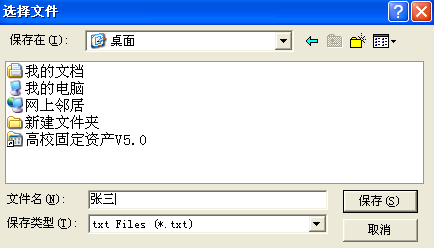 选择文件
保存在(I): 桌面
我的文档
我的电脑
网上邻居
新建文件夹
高校固定资产V5.0
文件名(N): 张三 保存(S)
保存类型(T): txt Files (*.txt) 取消